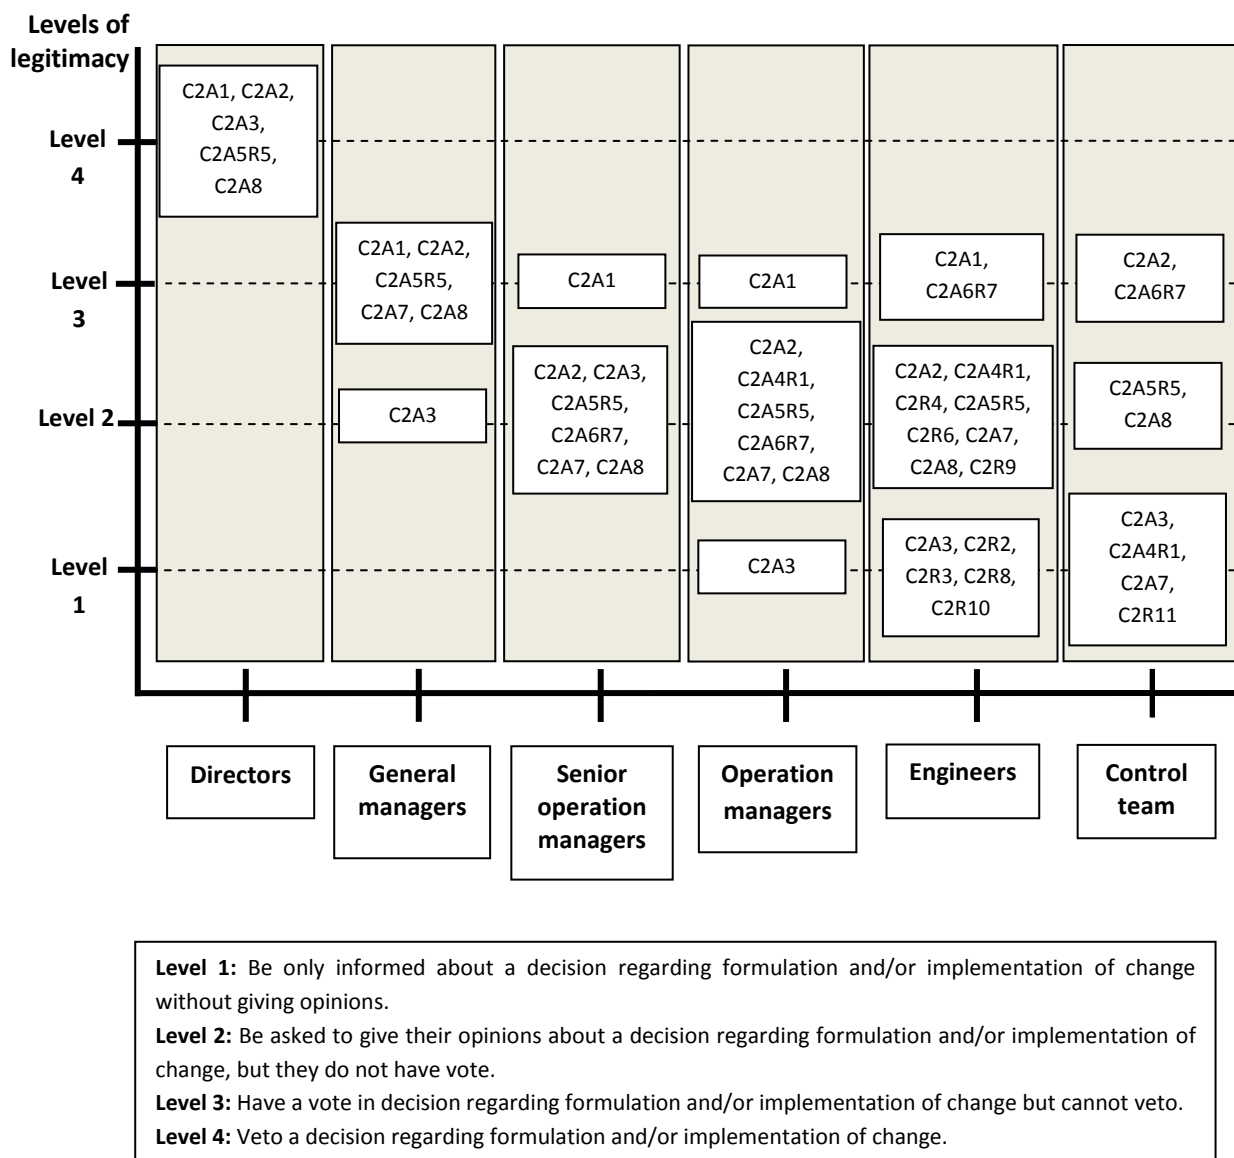 Levels of
legitimacy
Level
4
C2A1, C2A2,
C2A3,
C2A5R5,
C2A8
Level
3
C2A1, C2A2,
C2A5R5,
C2A7, C2A8
C2A1
C2A1
C2A1,
C2A6R7
C2A2,
C2A6R7
Level 2
C2A3
C2A2, C2A3,
C2A5R5,
C2A6R7,
C2A7, C2A8
C2A2,
C2A4R1,
C2A5R5,
C2A6R7,
C2A7, C2A8
C2A2, C2A4R1,
C2R4, C2A5R5,
C2R6, C2A7,
C2A8, C2R9
C2A5R5,
C2A8
Level
1
C2A3
C2A3, C2R2,
C2R3, C2R8,
C2R10
C2A3,
C2A4R1,
C2A7,
C2R11
Directors
General
managers
Senior
operation
managers
Operation
managers
Engineers
Control
team
Level 1: Be only informed about a decision regarding formulation and/or implementation of change
without giving opinions.
Level 2: Be asked to give their opinions about a decision regarding formulation and/or implementation of
change, but they do not have vote.
Level 3: Have a vote in decision regarding formulation and/or implementation of change but cannot veto.
Level 4: Veto a decision regarding formulation and/or implementation of change.